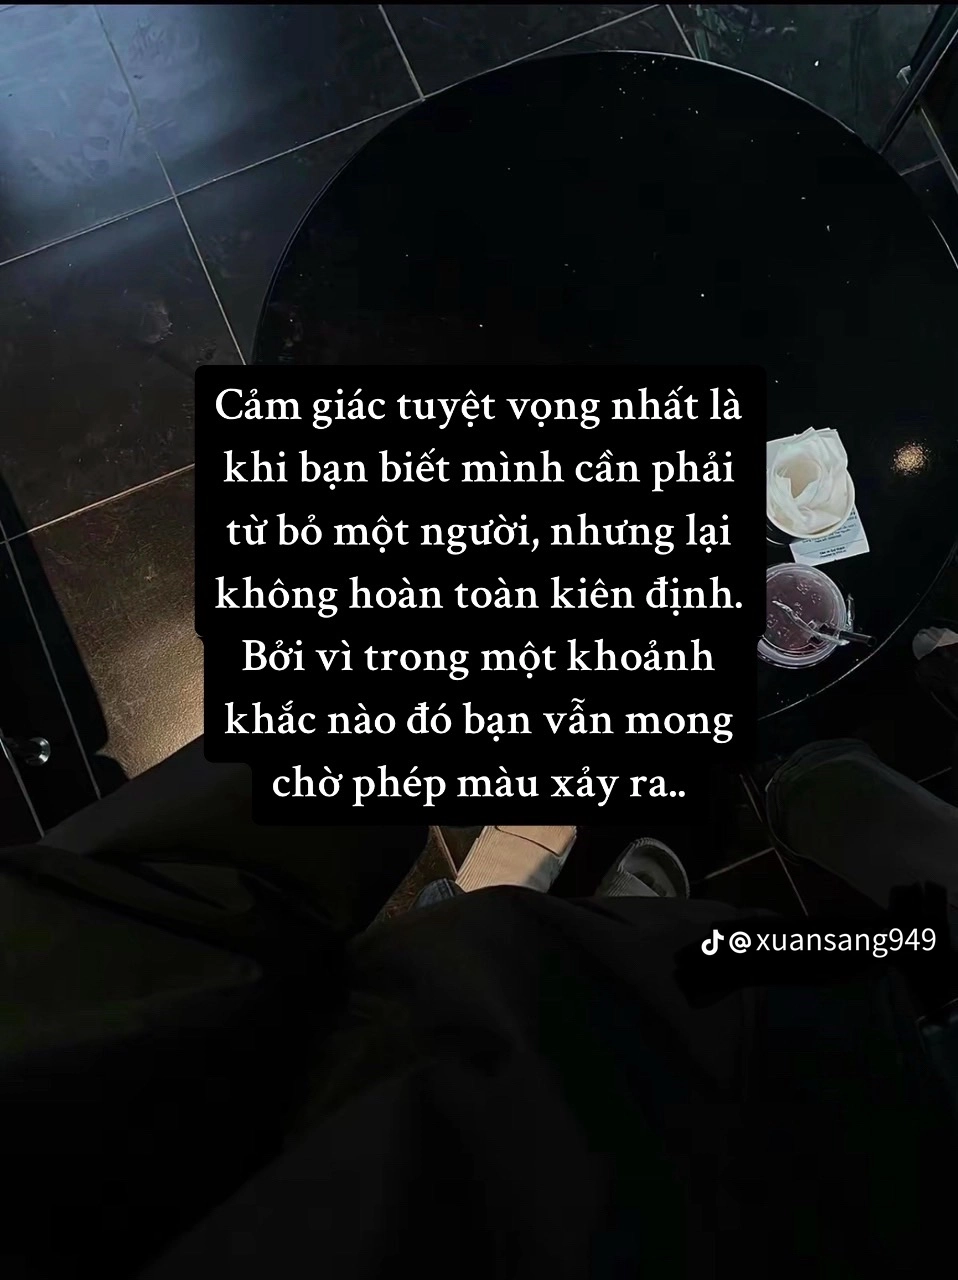 Cảm giác tuyệt vọng nhất là
khi bạn biết mình cần phải
từ bỏ một người, nhưng lại
không hoàn toàn kiên định.
Bởi vì trong một khoảnh
khắc nào đó bạn vẫn mong
chờ phép màu xảy ra..
@xuansang949